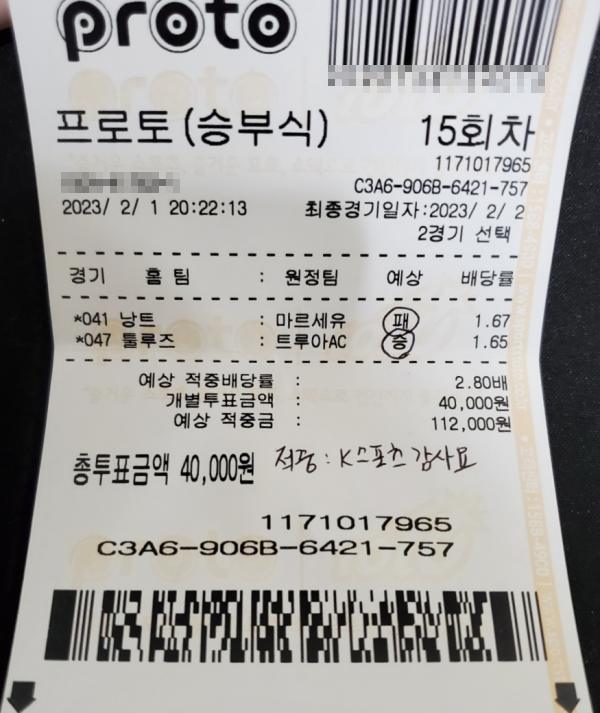 proto
프로토(승부식) 15회차
1171017965
C3A6-906B-6421-757
2023/ 2/ 1 20:22:13 최종경기일자:2023/ 2/ 2
2경기 선택
경기 홈 팀 : 원정팀 예상 배당률
*041 낭트 : 마르세유 패 1.67
*047 툴루즈 : 트루아AC 승 1.65
예상 적중배당률 : 2.80배
개별투표금액 : 40,000원
예상 적중금 : 112,000원
총투표금액 40,000원 적중 : K스포츠 감사요
1171017965
C3A6-906B-6421-757